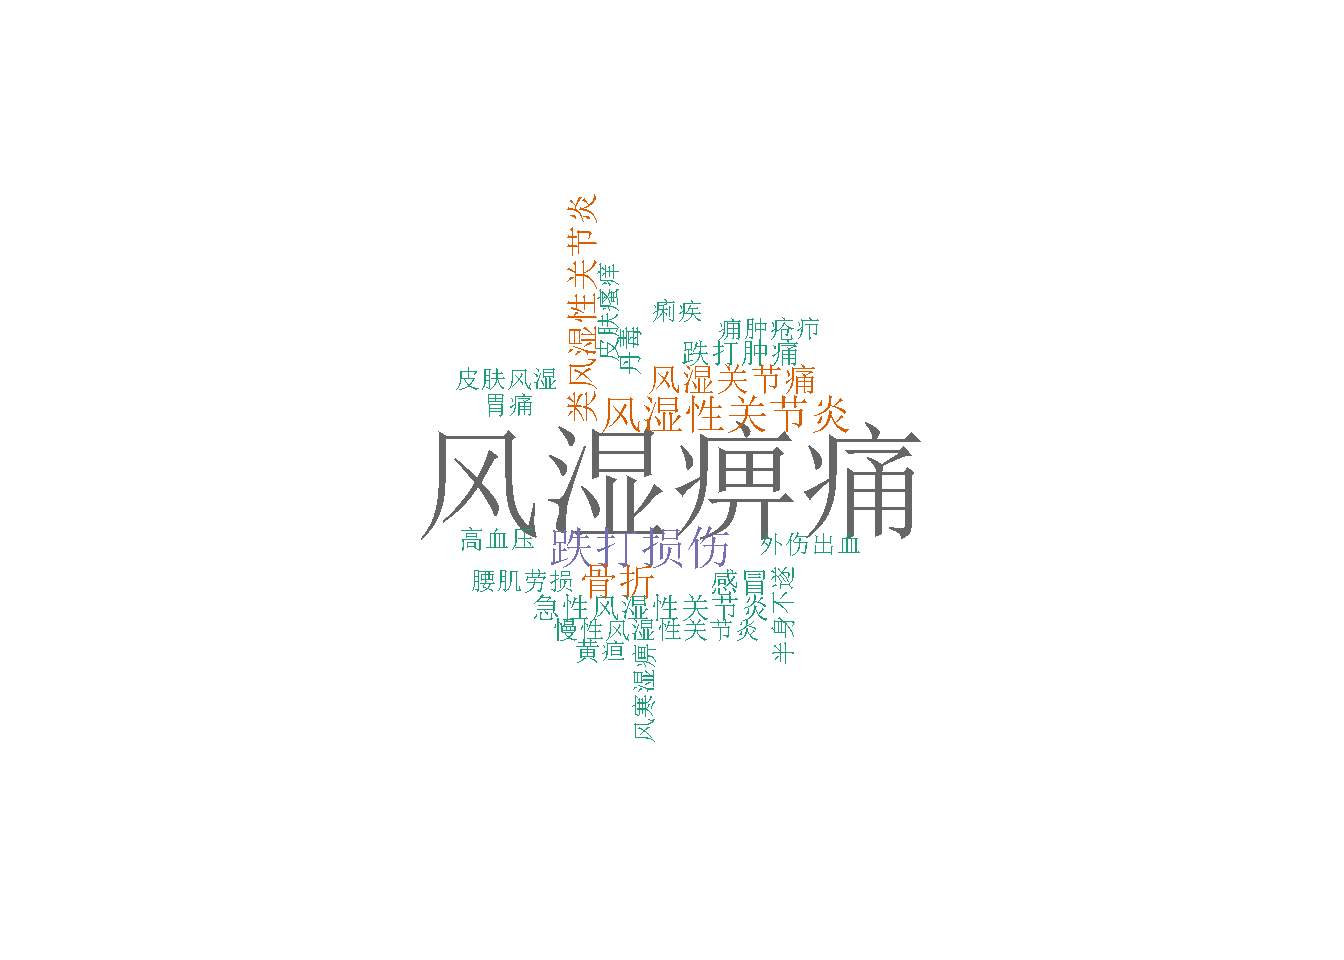 类风湿性关节炎
皮肤瘙痒
丹毒
痢疾
痈肿疮疖
跌打肿痛
皮肤风湿
风湿关节痛
胃痛
风湿性关节炎
风湿痹痛
高血压
跌打损伤
外伤出血
腰肌劳损
骨折
感冒
半身不遂
急性风湿性关节炎
慢性风湿性关节炎
黄疸
风寒湿痹